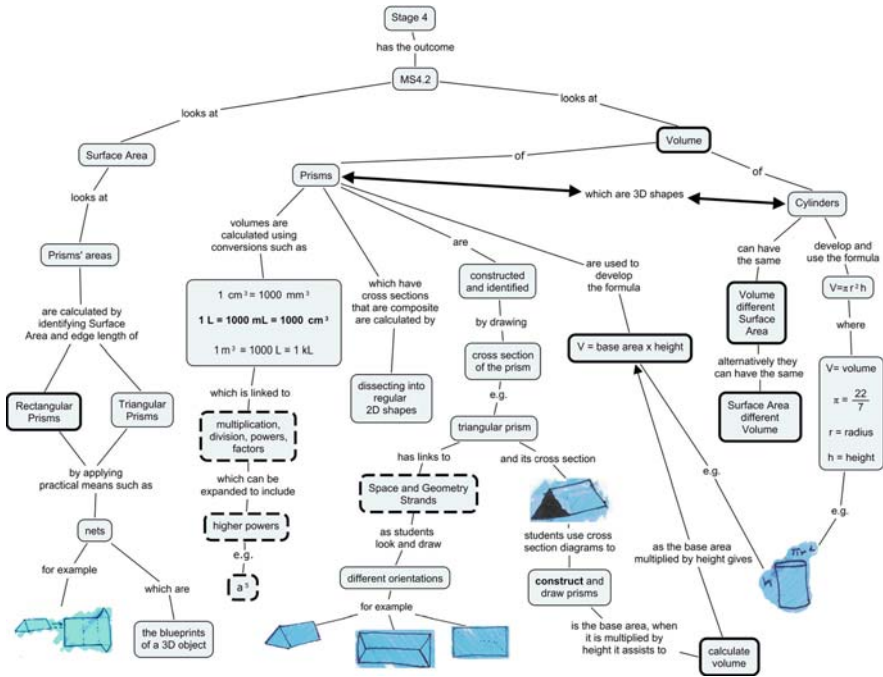 Stage 4
has the outcome
MS4.2
looks at
looks at
Surface Area
Volume
of
of
Prisms
which are 3D shapes
Cylinders
looks at
Prisms' areas
are calculated by
identifying Surface
Area and edge length of
Rectangular
Prisms
Triangular
Prisms
by applying
practical means such as
nets
for example
which are
the blueprints
of a 3D object
volumes are
calculated using
conversions such as
1 cm³ = 1000 mm³
1 L = 1000 mL = 1000 cm³
1 m³ = 1000 L = 1 kL
which is linked to
multiplication,
division, powers,
factors
which can be
expanded to include
higher powers
e.g.
a⁵
which have
cross sections
that are composite
are calculated by
dissecting into
regular
2D shapes
are
constructed
and identified
by drawing
cross section
of the prism
e.g.
triangular prism
has links to
and its cross section
Space and Geometry
Strands
as students
look and draw
different orientations
for example
students use cross
section diagrams to
construct and
draw prisms
is the base area, when
it is multiplied by
height it assists to
calculate
volume
as the base area
multiplied by height gives
are used to
develop
the formula
V = base area x height
e.g.
can have
the same
Volume
different
Surface
Area
alternatively they
can have the same
Surface Area
different
Volume
develop and
use the formula
V=π r² h
where
V= volume
π = 22/7
r = radius
h = height
e.g.